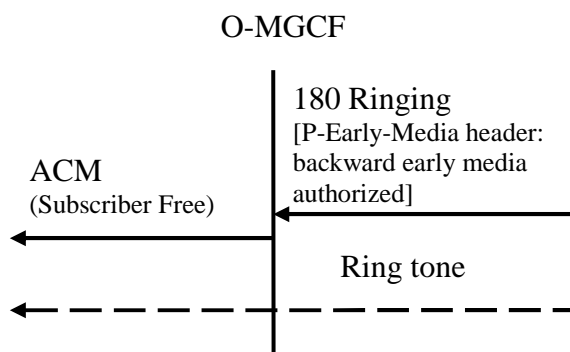 O-MGCF
180 Ringing
[P-Early-Media header:
backward early media
authorized]
ACM
(Subscriber Free)
Ring tone